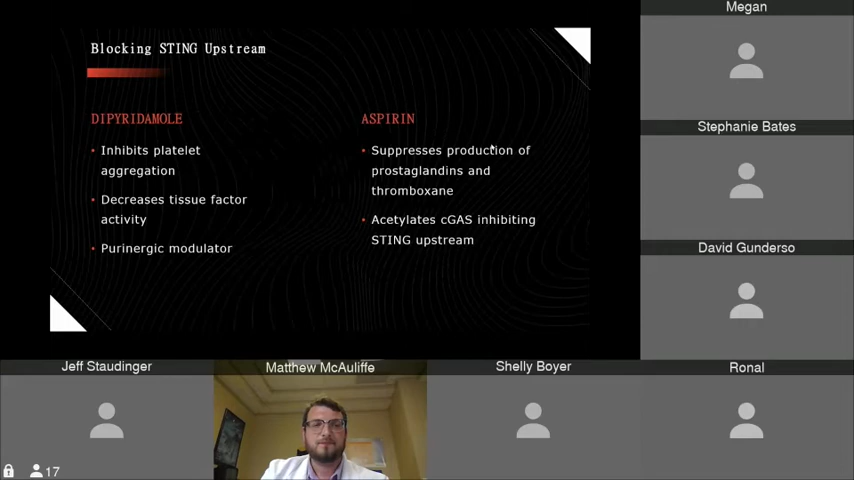 Blocking STING Upstream
DIPYRIDAMOLE
• Inhibits platelet
aggregation
• Decreases tissue factor
activity
• Purinergic modulator
ASPIRIN
• Suppresses production of
prostaglandins and
thromboxane
• Acetylates cGAS inhibiting
STING upstream
Megan
Stephanie Bates
David Gunderso
Jeff Staudinger
Matthew McAuliffe
Shelly Boyer
Ronal
17